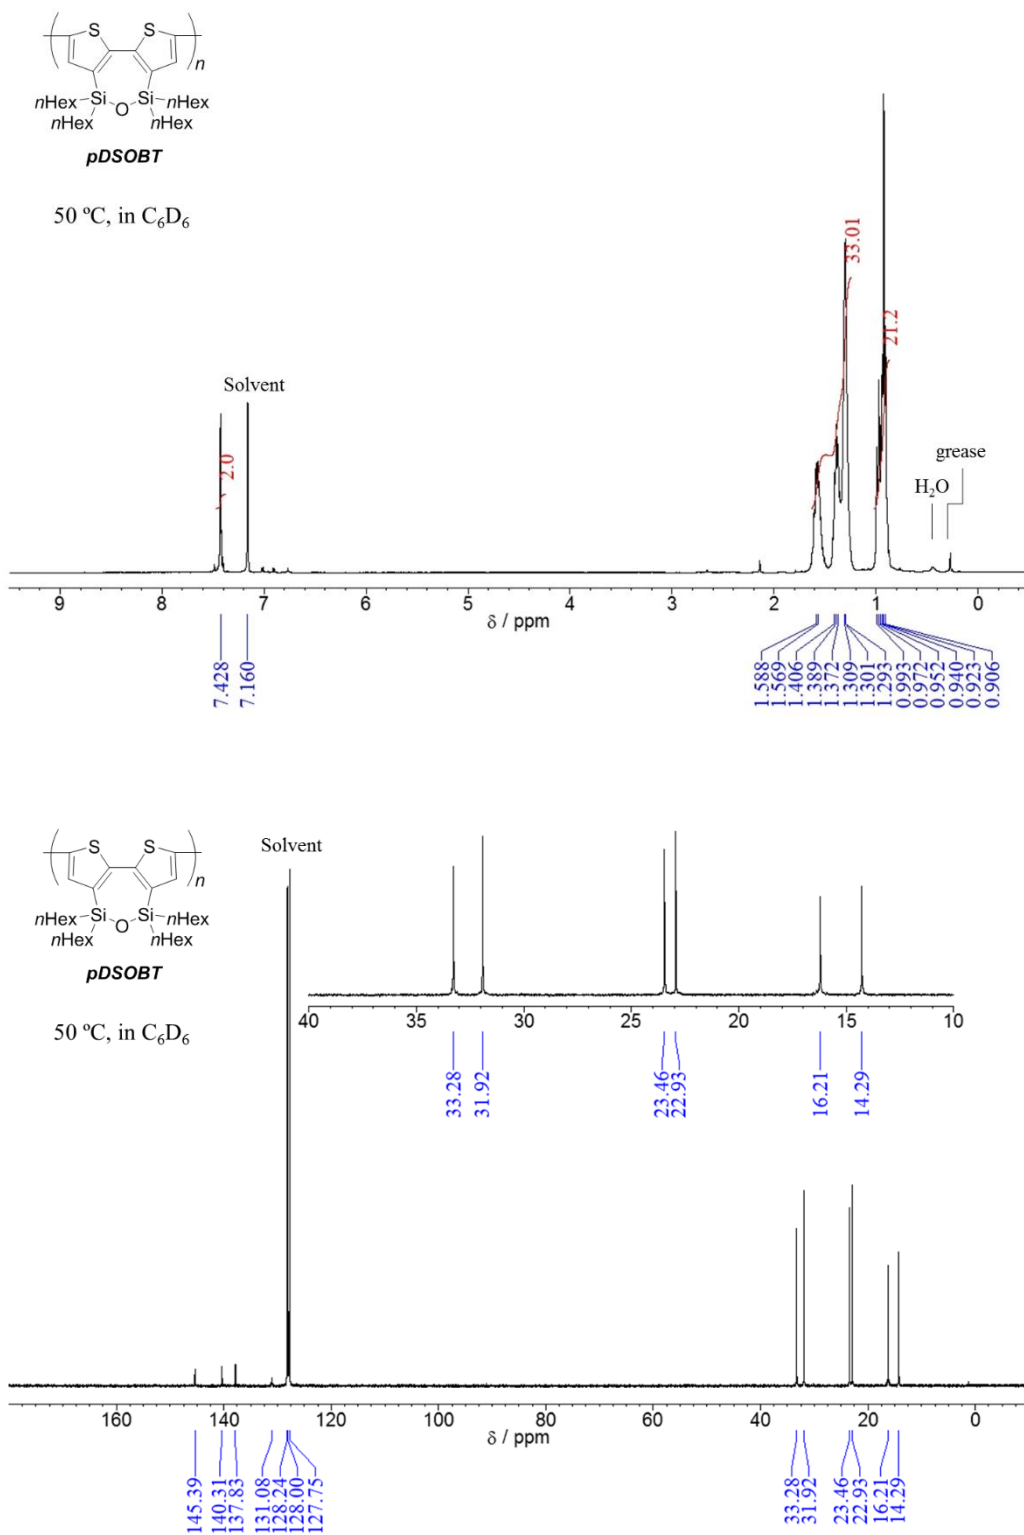 S S
n
nHex Si O Si nHex
nHex nHex
pDSOBT
50 ºC, in C6D6
Solvent
2.0
33.01
21.2
grease
H2O
9 8 7 6 5 4 3 2 1 0
δ / ppm
7.428
7.160
1.588
1.569
1.406
1.389
1.372
1.309
1.301
1.293
0.993
0.972
0.952
0.940
0.923
0.906
S S
n
nHex Si O Si nHex
nHex nHex
pDSOBT
50 ºC, in C6D6
Solvent
40 35 30 25 20 15 10
33.28
31.92
23.46
22.93
16.21
14.29
160 140 120 100 80 60 40 20 0
δ / ppm
145.39
140.31
137.83
131.08
128.24
128.00
127.75
33.28
31.92
23.46
22.93
16.21
14.29